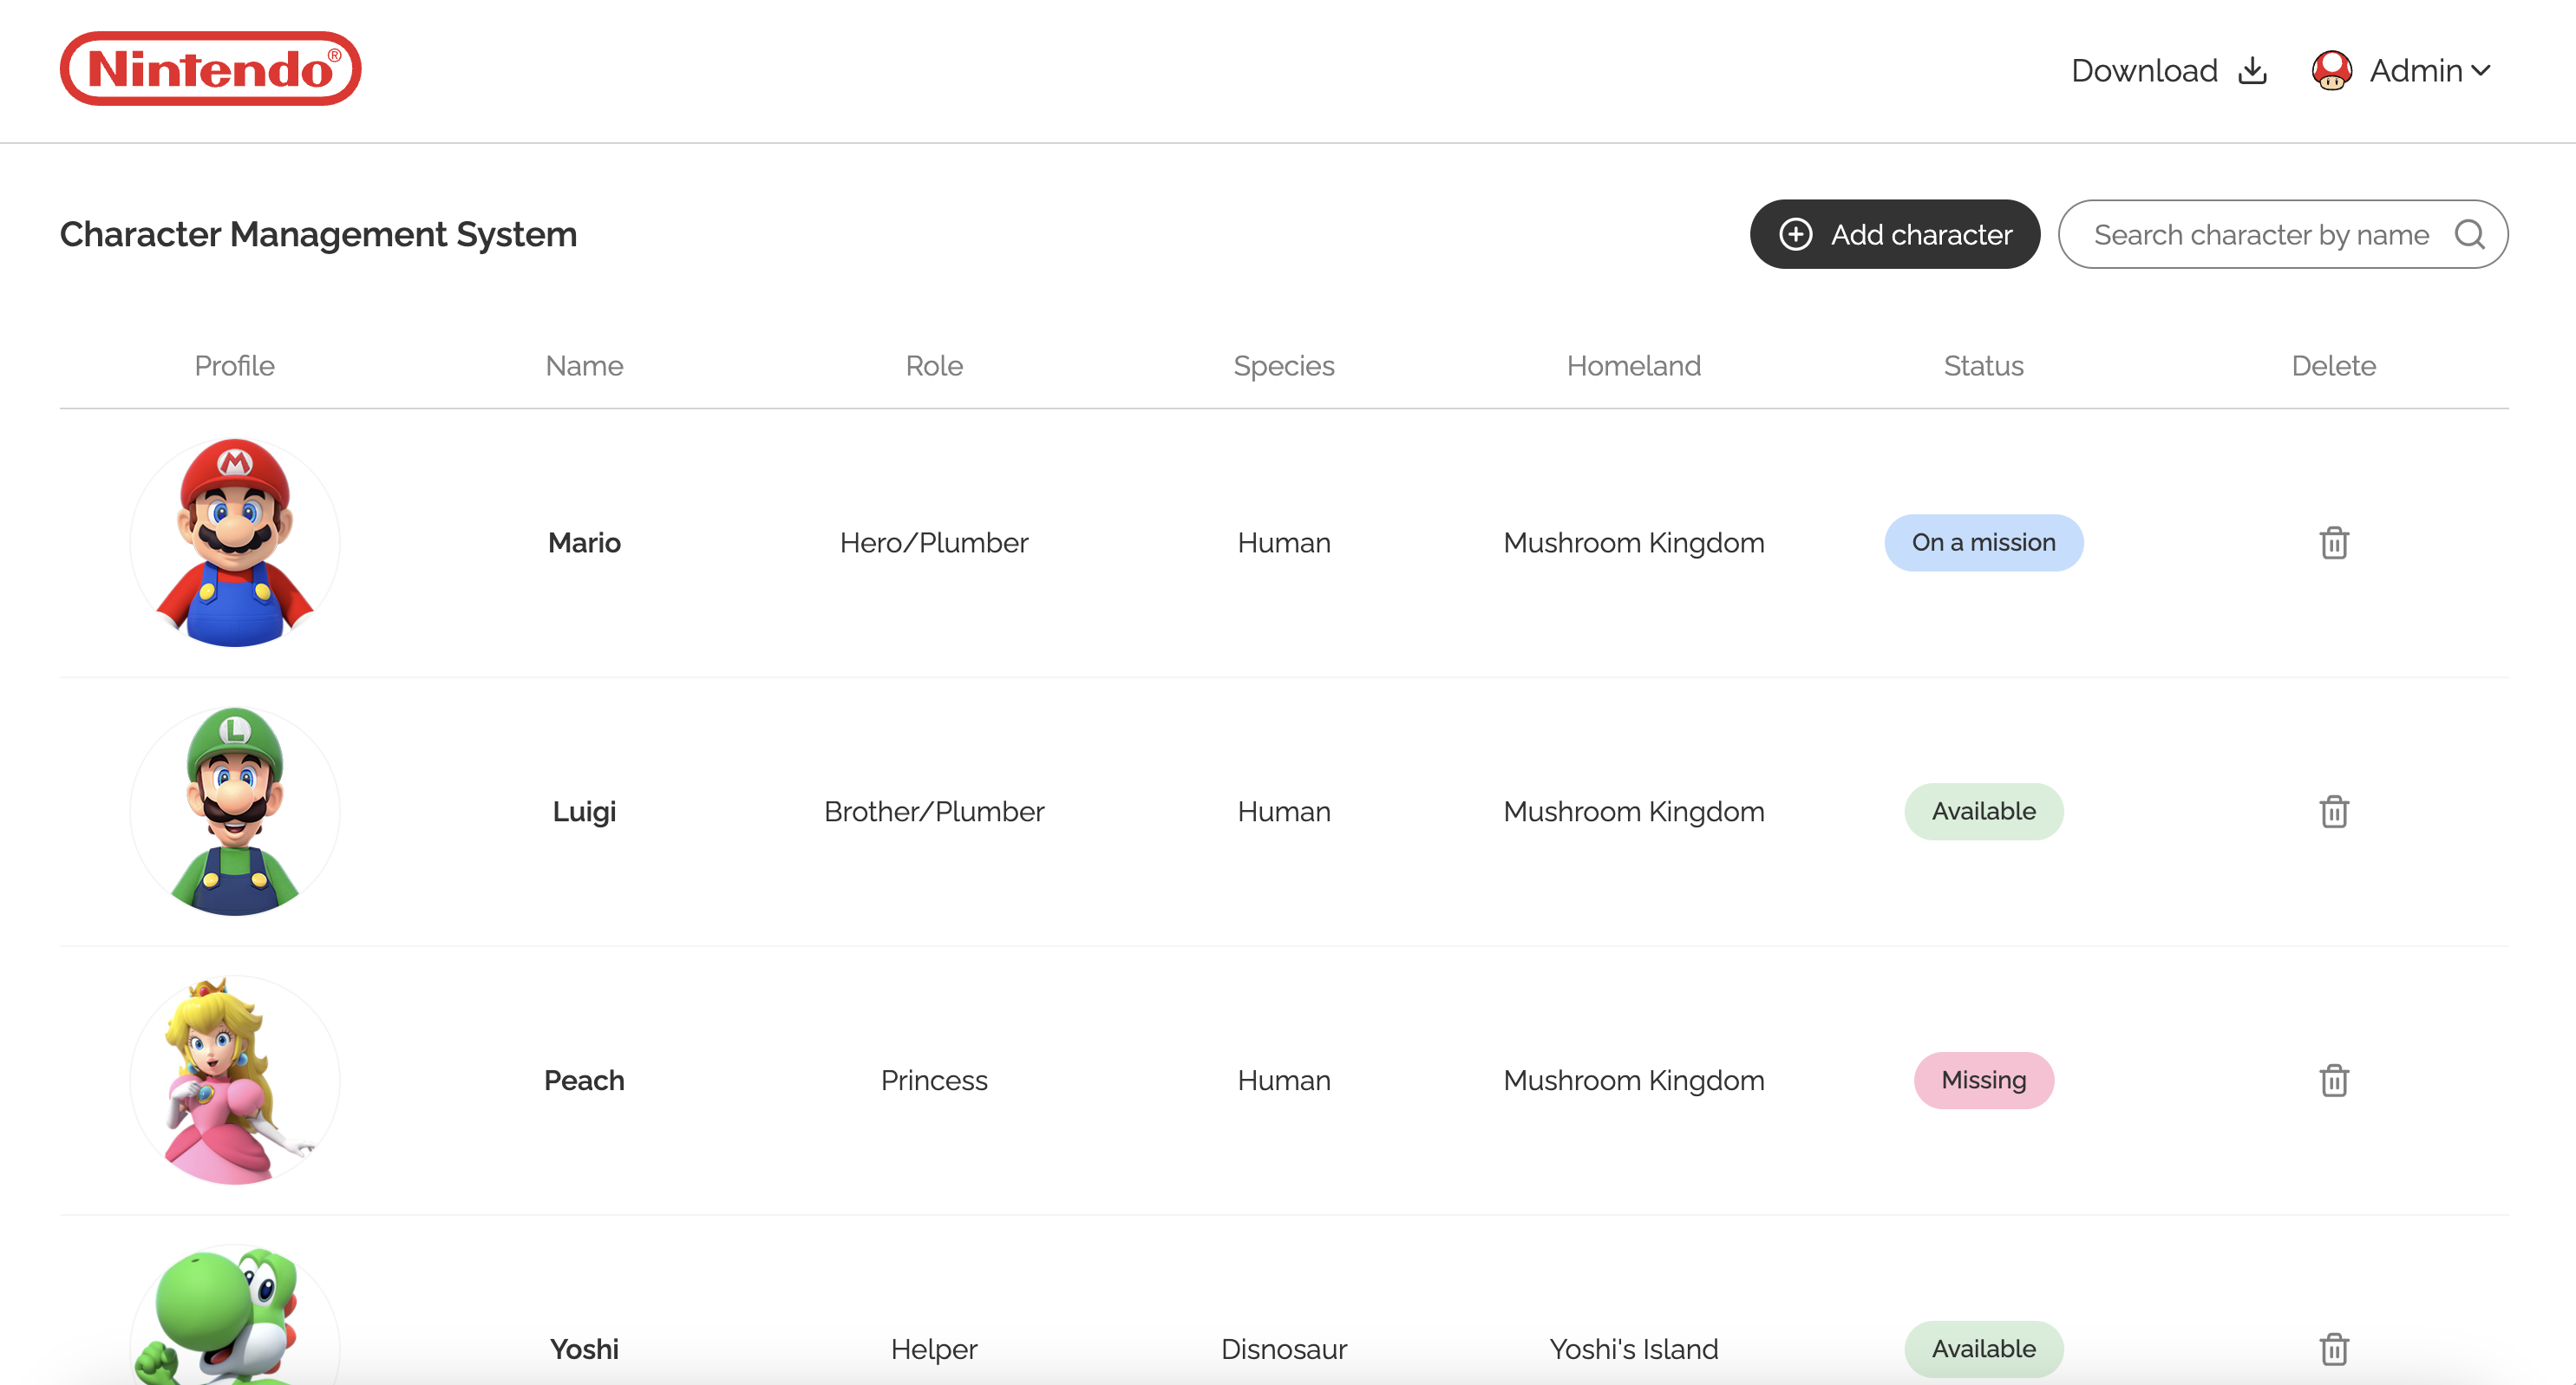 Nintendo®
Download Admin
Character Management System
Add character
Search character by name
Profile Name Role Species Homeland Status Delete
M
Mario Hero/Plumber Human Mushroom Kingdom On a mission
L
Luigi Brother/Plumber Human Mushroom Kingdom Available
Peach Princess Human Mushroom Kingdom Missing
Yoshi Helper Disnosaur Yoshi's Island Available